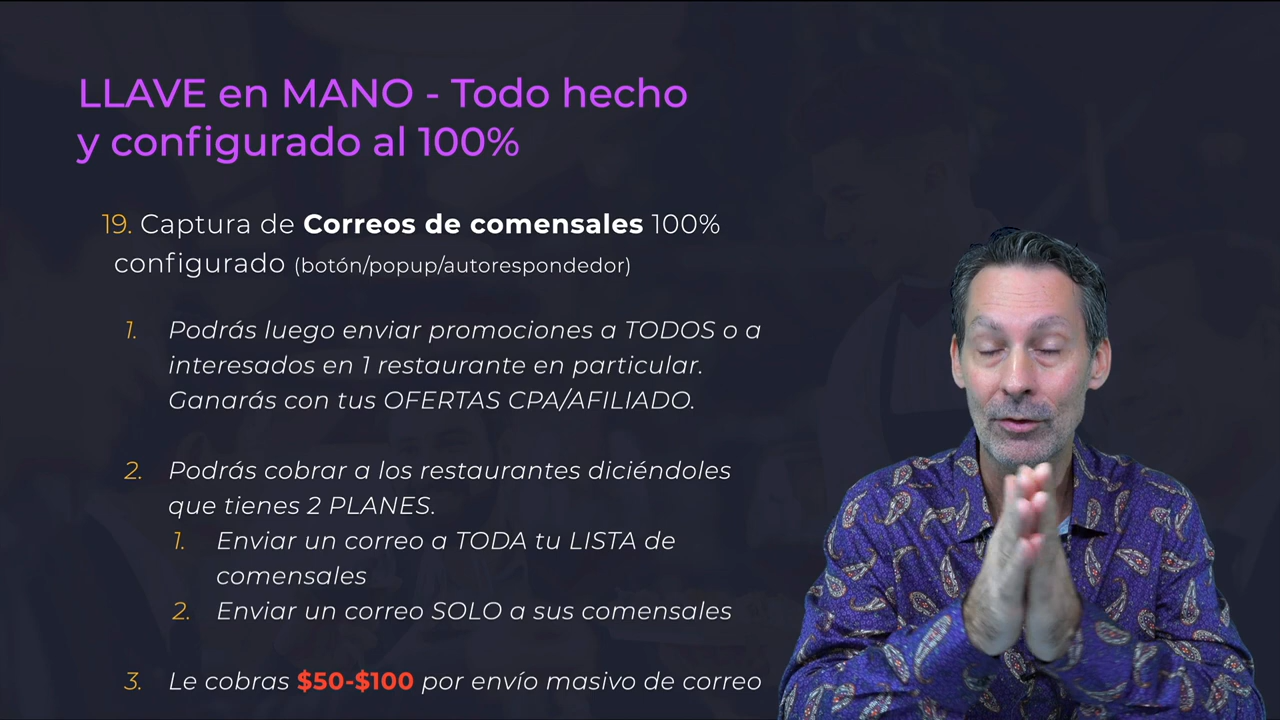 LLAVE en MANO - Todo hecho
y configurado al 100%
19. Captura de Correos de comensales 100%
configurado (botón/popup/autorespondedor)
1. Podrás luego enviar promociones a TODOS o a
interesados en 1 restaurante en particular.
Ganarás con tus OFERTAS CPA/AFILIADO.
2. Podrás cobrar a los restaurantes diciéndoles
que tienes 2 PLANES.
1. Enviar un correo a TODA tu LISTA de
comensales
2. Enviar un correo SOLO a sus comensales
3. Le cobras $50-$100 por envío masivo de correo